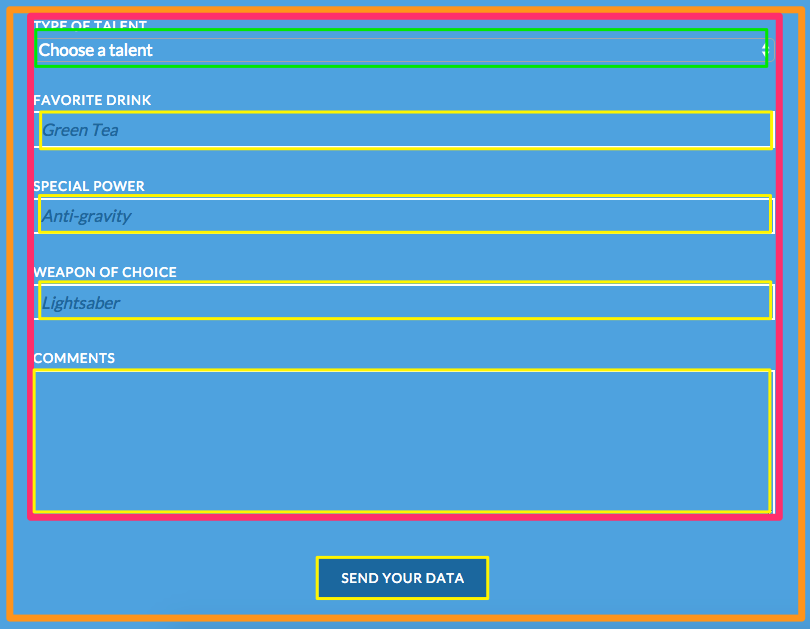 TYPE OF TALENT
Choose a talent
FAVORITE DRINK
Green Tea
SPECIAL POWER
Anti-gravity
WEAPON OF CHOICE
Lightsaber
COMMENTS
SEND YOUR DATA